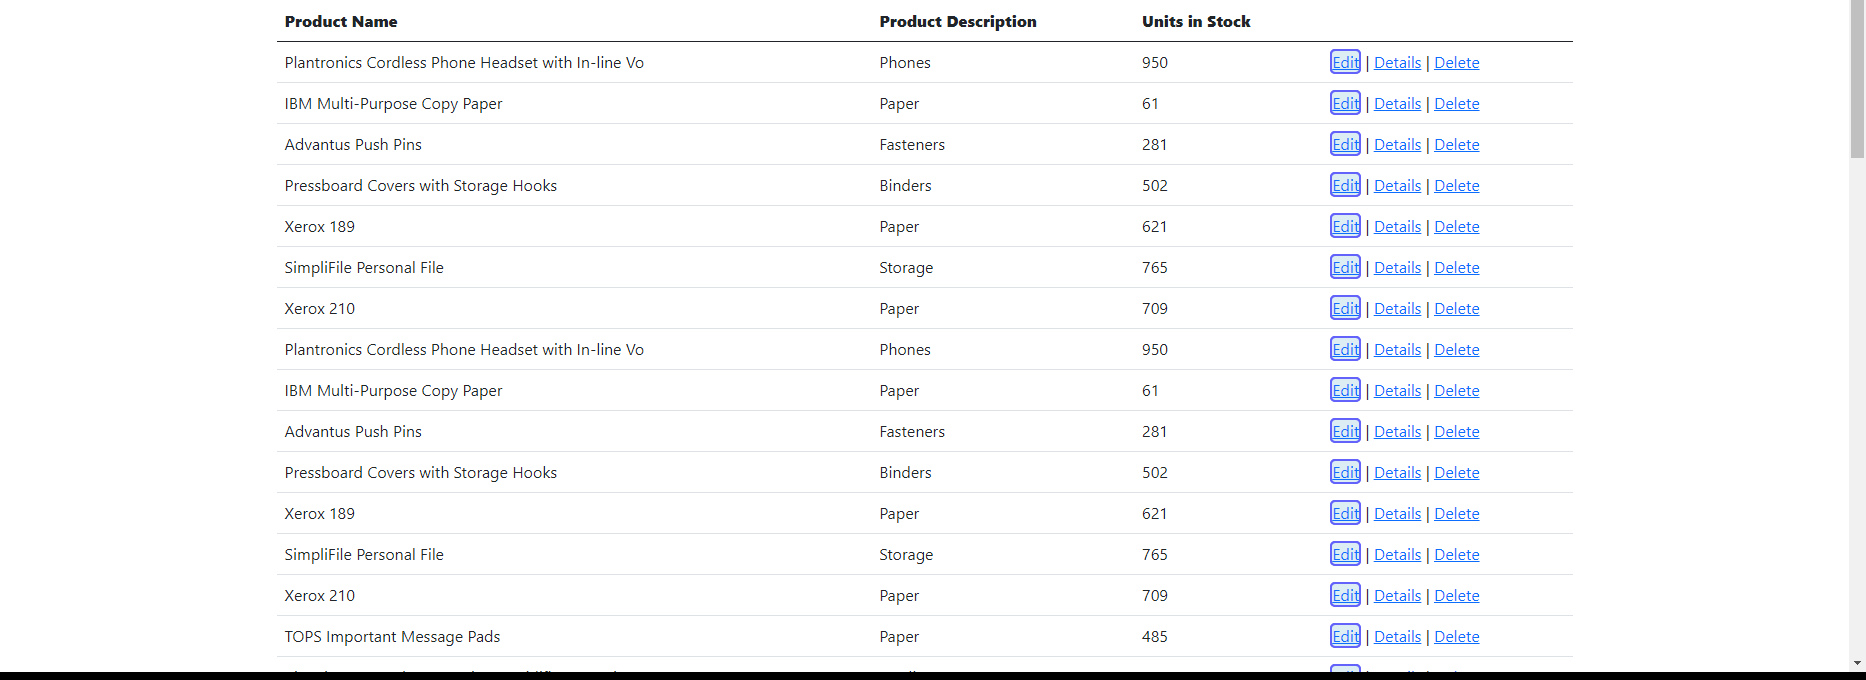 Product Name Product Description Units in Stock
Plantronics Cordless Phone Headset with In-line Vo Phones 950 Edit | Details | Delete
IBM Multi-Purpose Copy Paper Paper 61 Edit | Details | Delete
Advantus Push Pins Fasteners 281 Edit | Details | Delete
Pressboard Covers with Storage Hooks Binders 502 Edit | Details | Delete
Xerox 189 Paper 621 Edit | Details | Delete
SimpliFile Personal File Storage 765 Edit | Details | Delete
Xerox 210 Paper 709 Edit | Details | Delete
Plantronics Cordless Phone Headset with In-line Vo Phones 950 Edit | Details | Delete
IBM Multi-Purpose Copy Paper Paper 61 Edit | Details | Delete
Advantus Push Pins Fasteners 281 Edit | Details | Delete
Pressboard Covers with Storage Hooks Binders 502 Edit | Details | Delete
Xerox 189 Paper 621 Edit | Details | Delete
SimpliFile Personal File Storage 765 Edit | Details | Delete
Xerox 210 Paper 709 Edit | Details | Delete
TOPS Important Message Pads Paper 485 Edit | Details | Delete